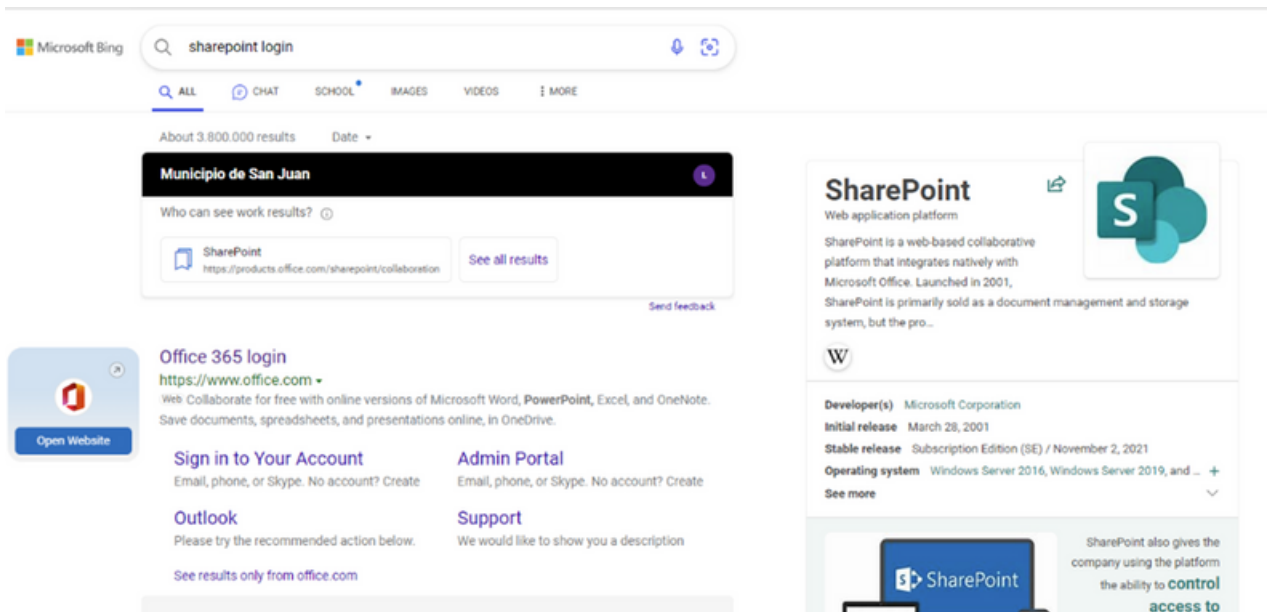 Microsoft Bing
sharepoint login
ALL
CHAT
SCHOOL
IMAGES
VIDEOS
MORE
About 3.800.000 results
Date
Municipio de San Juan
L
Who can see work results?
SharePoint
https://products.office.com/sharepoint/collaboration
See all results
Send feedback
Office 365 login
https://www.office.com
Web Collaborate for free with online versions of Microsoft Word, PowerPoint, Excel, and OneNote.
Save documents, spreadsheets, and presentations online, in OneDrive.
Open Website
Sign in to Your Account
Email, phone, or Skype. No account? Create
Admin Portal
Email, phone, or Skype. No account? Create
Outlook
Please try the recommended action below.
Support
We would like to show you a description
See results only from office.com
SharePoint
Web application platform
S
SharePoint is a web-based collaborative
platform that integrates natively with
Microsoft Office. Launched in 2001,
SharePoint is primarily sold as a document management and storage
system, but the pro...
W
Developer(s) Microsoft Corporation
Initial release March 28, 2001
Stable release Subscription Edition (SE) / November 2, 2021
Operating system Windows Server 2016, Windows Server 2019, and ... +
See more
S SharePoint
SharePoint also gives the
company using the platform
the ability to control
access to